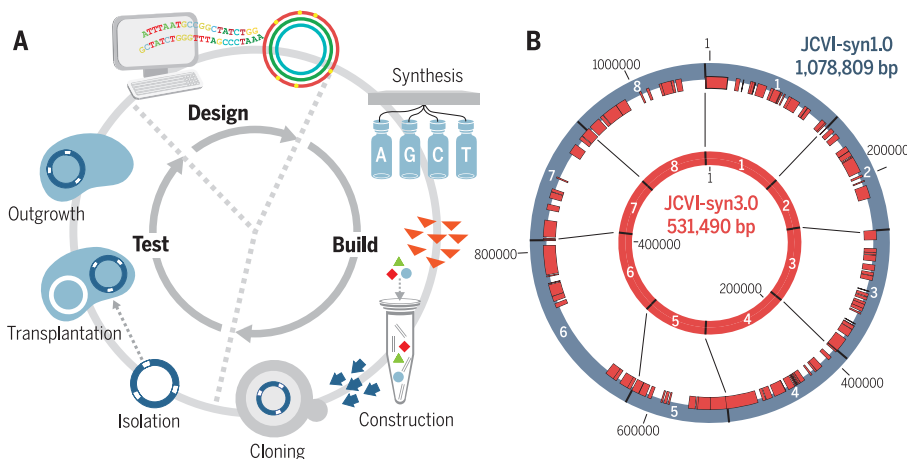 A
ATTTAATGCCGGCTATCTGG
GCTATCTGGGTTTAGCCCTAAA
Design
Synthesis
A G C T
Outgrowth
Test
Build
Transplantation
Isolation
Cloning
Construction
B
JCVI-syn1.0
1,078,809 bp
1
1000000
8
1
200000
2
7
8
1
1
JCVI-syn3.0
531,490 bp
7
2
800000
400000
6
3
200000
3
6
5
4
400000
600000
5
4